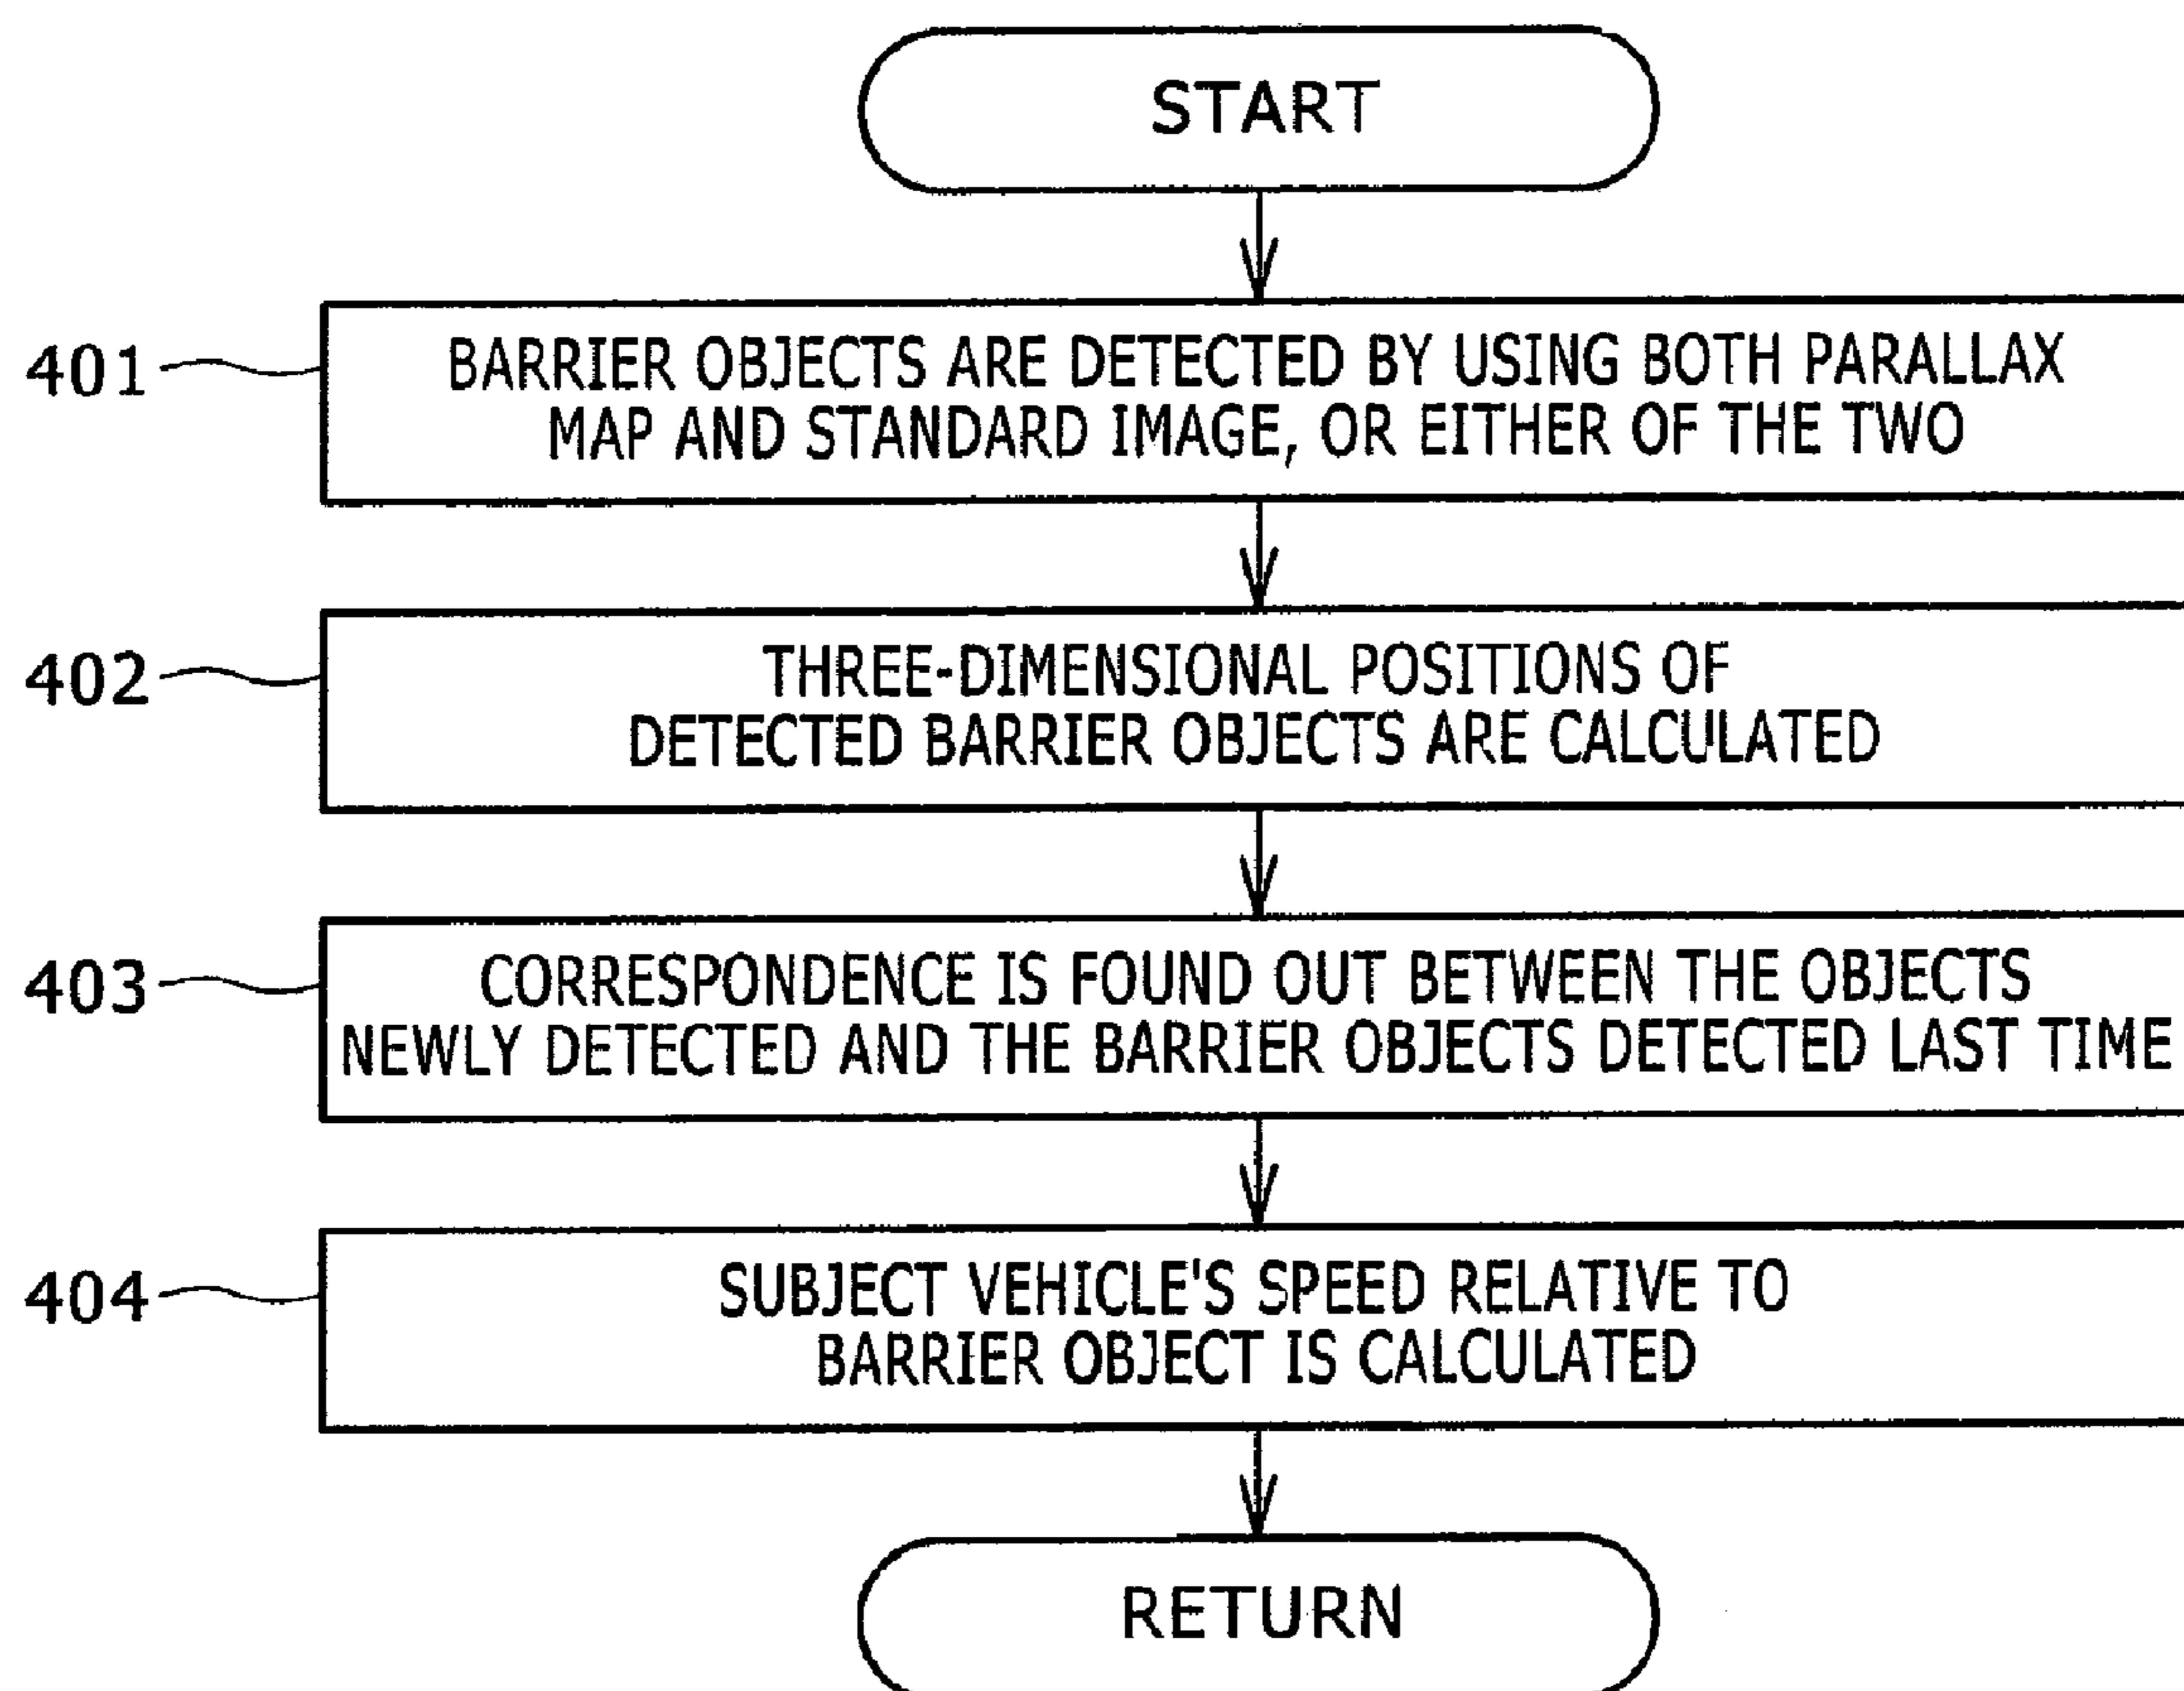 START
401
BARRIER OBJECTS ARE DETECTED BY USING BOTH PARALLAX
MAP AND STANDARD IMAGE, OR EITHER OF THE TWO
402
THREE-DIMENSIONAL POSITIONS OF
DETECTED BARRIER OBJECTS ARE CALCULATED
403
CORRESPONDENCE IS FOUND OUT BETWEEN THE OBJECTS
NEWLY DETECTED AND THE BARRIER OBJECTS DETECTED LAST TIME
404
SUBJECT VEHICLE'S SPEED RELATIVE TO
BARRIER OBJECT IS CALCULATED
RETURN